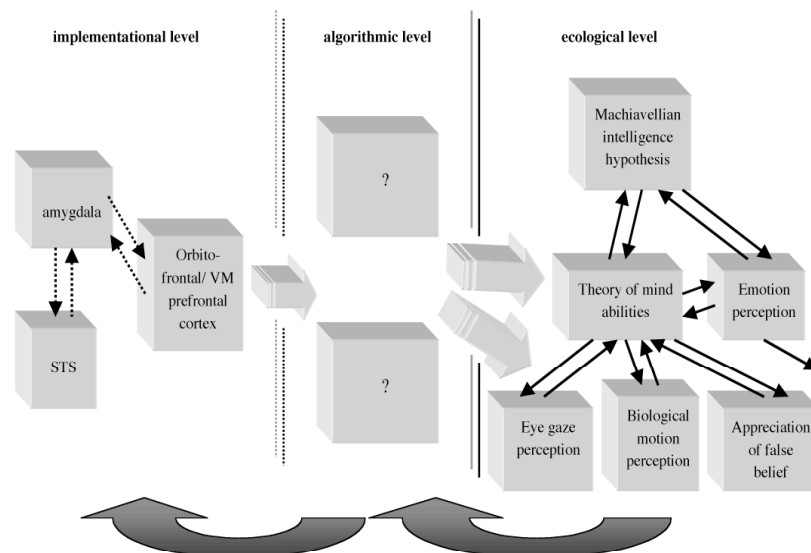 implementational level
algorithmic level
ecological level
amygdala
Orbito-
frontal/ VM
prefrontal
cortex
STS
?
?
Machiavellian
intelligence
hypothesis
Theory of mind
abilities
Emotion
perception
Eye gaze
perception
Biological
motion
perception
Appreciation
of false
belief